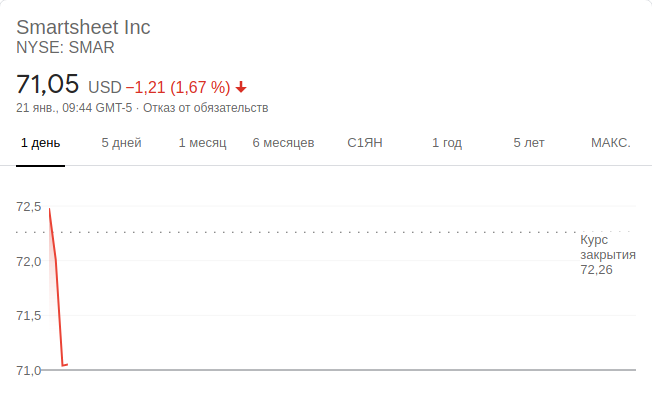 Smartsheet Inc
NYSE: SMAR
71,05 USD −1,21 (1,67 %)
21 янв., 09:44 GMT-5 · Отказ от обязательств
1 день 5 дней 1 месяц 6 месяцев С1ЯН 1 год 5 лет МАКС.
72,5
Курс
закрытия
72,26
72,0
71,5
71,0